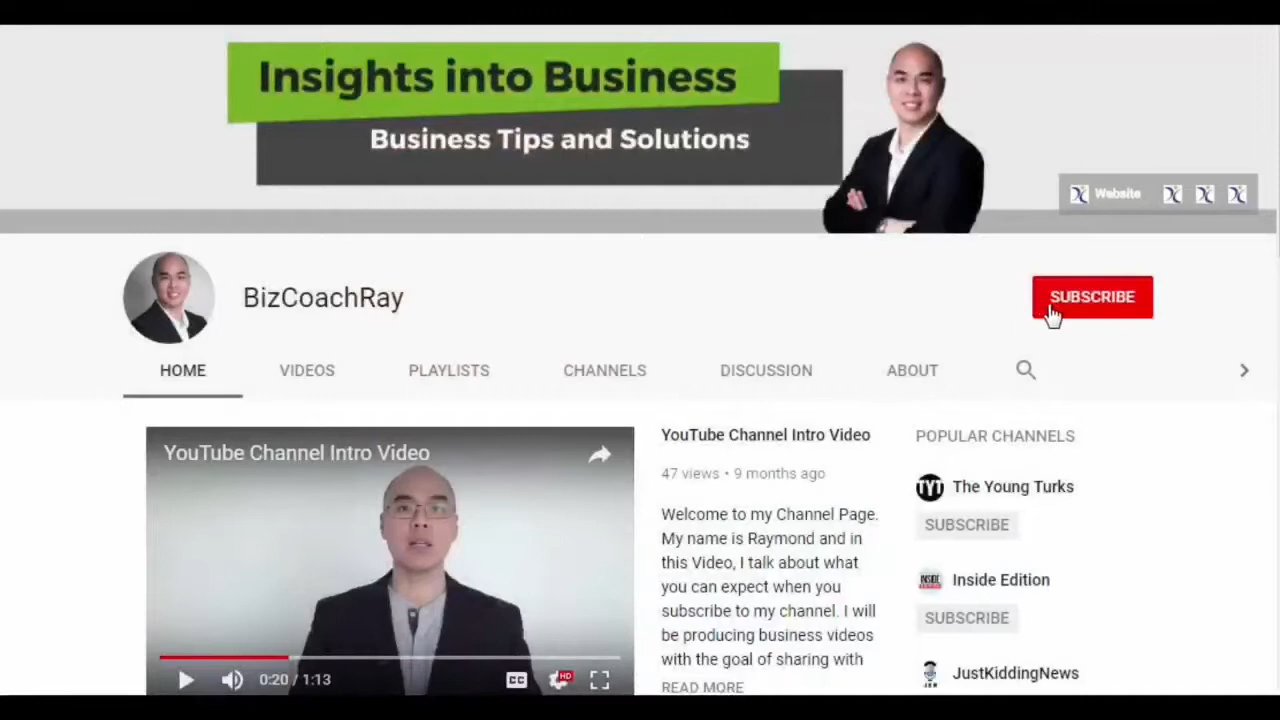 Insights into Business
Business Tips and Solutions
Website
BizCoachRay
SUBSCRIBE
HOME
VIDEOS
PLAYLISTS
CHANNELS
DISCUSSION
ABOUT
YouTube Channel Intro Video
0:20 / 1:13
CC
HD
YouTube Channel Intro Video
47 views • 9 months ago
Welcome to my Channel Page.
My name is Raymond and in
this Video, I talk about what
you can expect when you
subscribe to my channel. I will
be producing business videos
with the goal of sharing with
READ MORE
POPULAR CHANNELS
TYT
The Young Turks
SUBSCRIBE
INSIDE
Inside Edition
SUBSCRIBE
JustKiddingNews